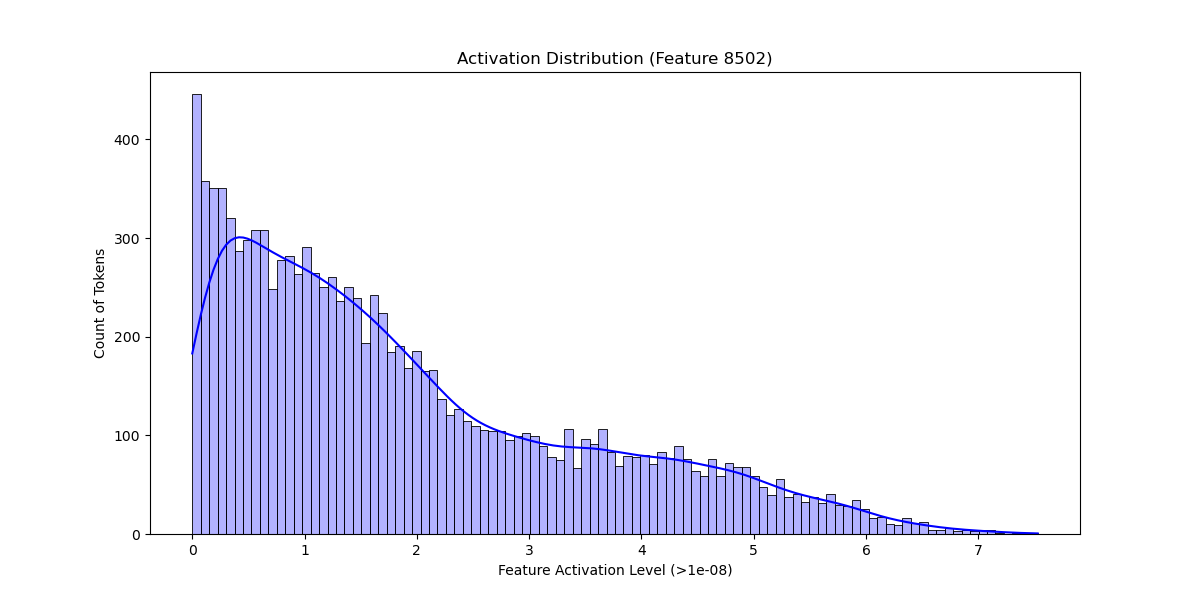 Activation Distribution (Feature 8502)
Count of Tokens
400
300
200
100
0
0 1 2 3 4 5 6 7
Feature Activation Level (>1e-08)